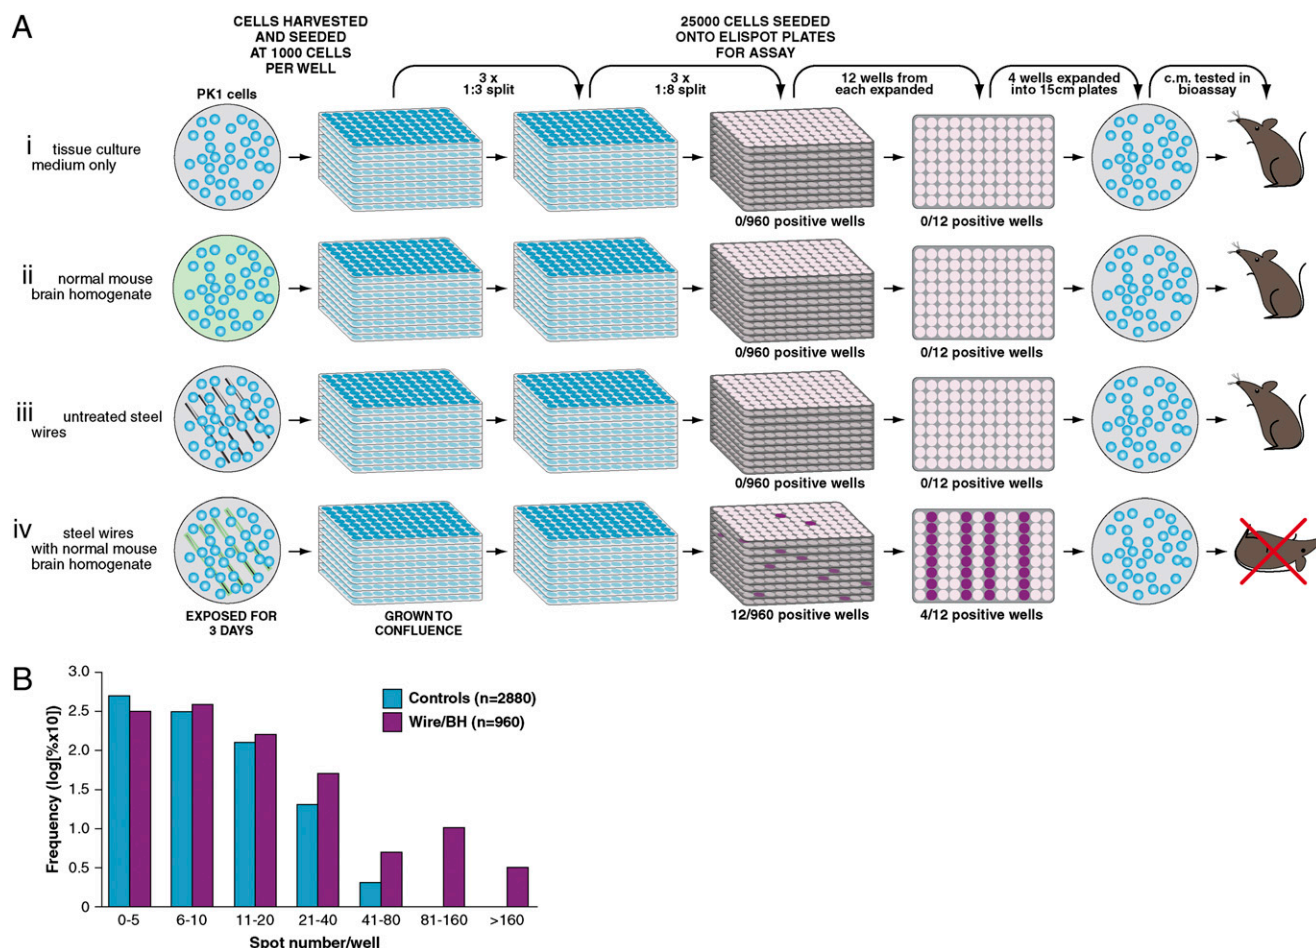 A
CELLS HARVESTED
AND SEEDED
AT 1000 CELLS
PER WELL
25000 CELLS SEEDED
ONTO ELISPOT PLATES
FOR ASSAY
3 x
1:3 split
3 x
1:8 split
12 wells from
each expanded
4 wells expanded
into 15cm plates
c.m. tested in
bioassay
PK1 cells
i tissue culture
medium only
0/960 positive wells
0/12 positive wells
ii normal mouse
brain homogenate
0/960 positive wells
0/12 positive wells
iii untreated steel
wires
0/960 positive wells
0/12 positive wells
iv steel wires
with normal mouse
brain homogenate
EXPOSED FOR
3 DAYS
GROWN TO
CONFLUENCE
12/960 positive wells
4/12 positive wells
B
Frequency (log[%x10])
3.0
2.5
2.0
1.5
1.0
0.5
0
Controls (n=2880)
Wire/BH (n=960)
0-5
6-10
11-20
21-40
41-80
81-160
>160
Spot number/well